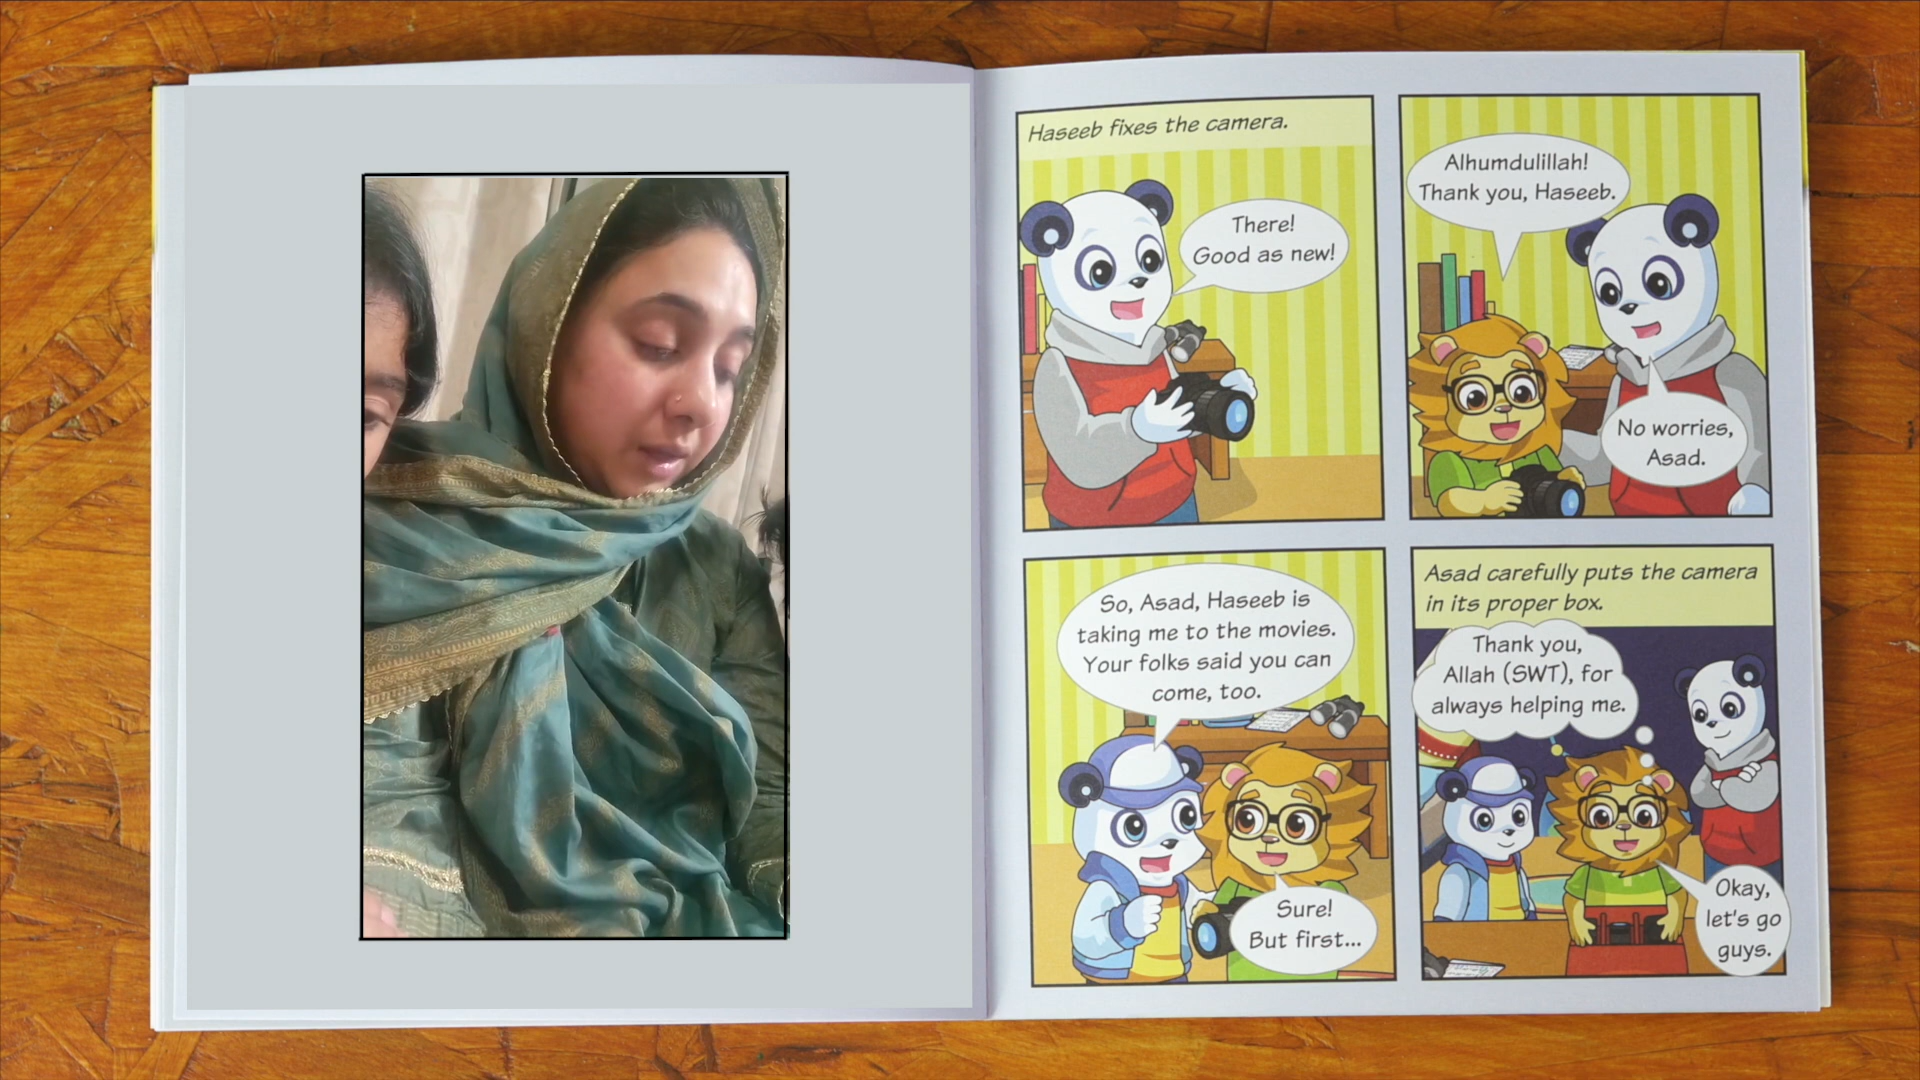 Haseeb fixes the camera.
There!
Good as new!
Alhumdulillah!
Thank you, Haseeb.
No worries,
Asad.
So, Asad, Haseeb is
taking me to the movies.
Your folks said you can
come, too.
Sure!
But first...
Asad carefully puts the camera
in its proper box.
Thank you,
Allah (SWT), for
always helping me.
Okay,
let's go
guys.